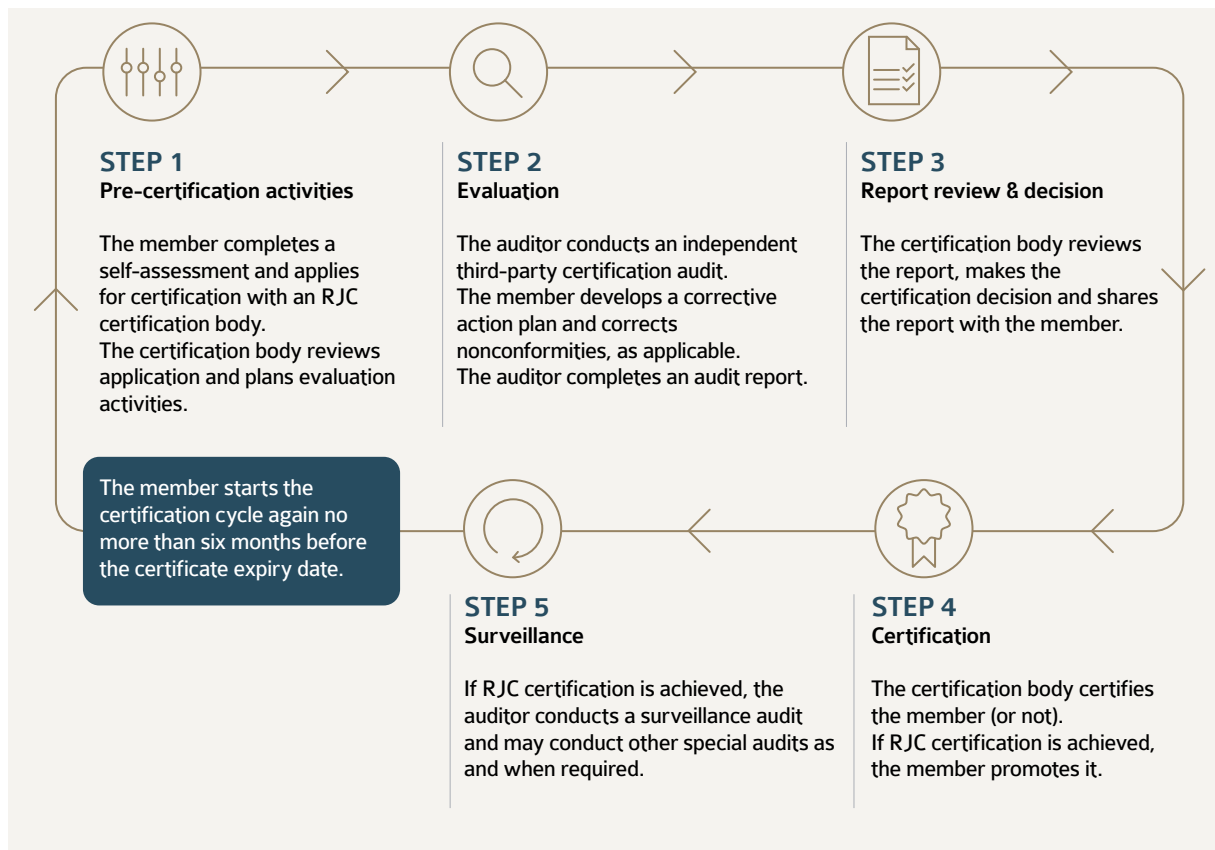 STEP 1
Pre-certification activities
The member completes a
self-assessment and applies
for certification with an RJC
certification body.
The certification body reviews
application and plans evaluation
activities.
STEP 2
Evaluation
The auditor conducts an independent
third-party certification audit.
The member develops a corrective
action plan and corrects
nonconformities, as applicable.
The auditor completes an audit report.
STEP 3
Report review & decision
The certification body reviews
the report, makes the
certification decision and shares
the report with the member.
STEP 4
Certification
The certification body certifies
the member (or not).
If RJC certification is achieved,
the member promotes it.
STEP 5
Surveillance
If RJC certification is achieved, the
auditor conducts a surveillance audit
and may conduct other special audits as
and when required.
The member starts the
certification cycle again no
more than six months before
the certificate expiry date.